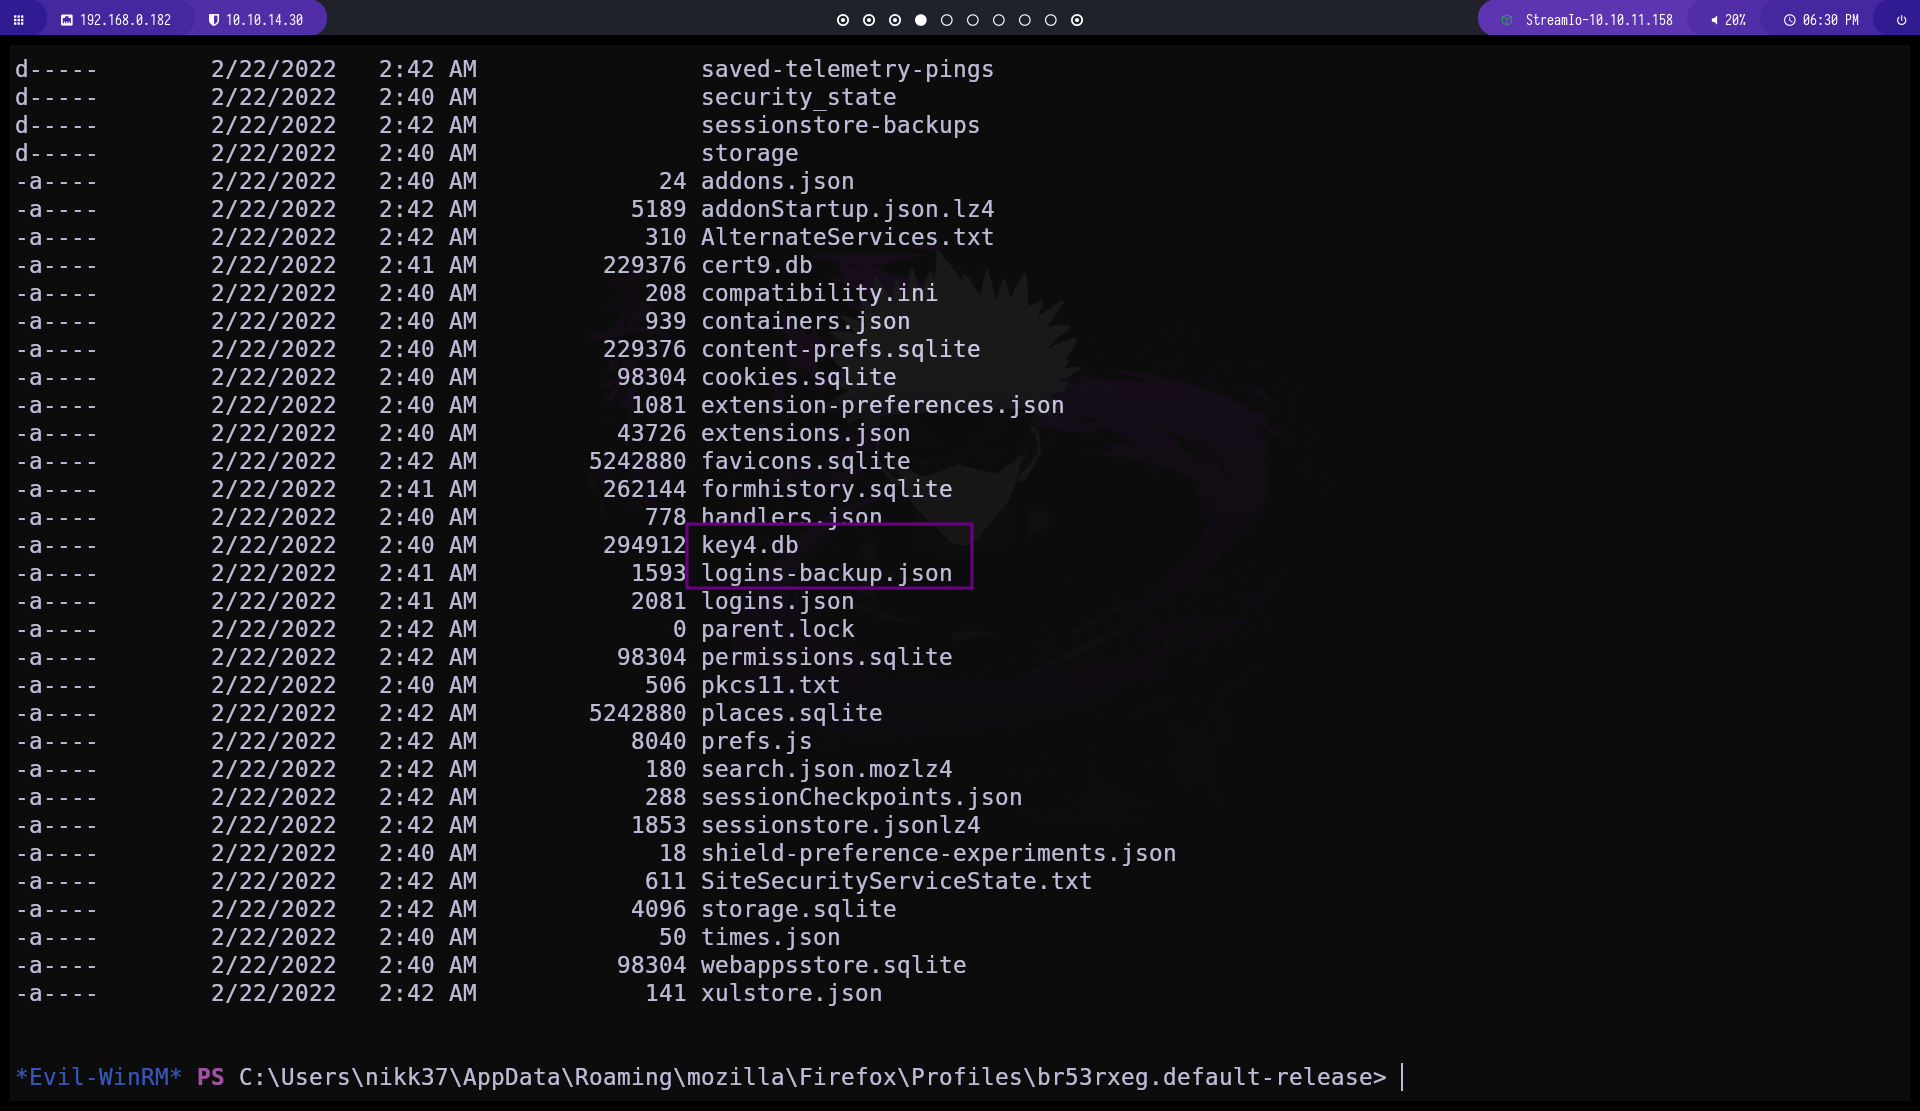 192.168.0.182 10.10.14.30 StreamIo-10.10.11.158 20% 06:30 PM
d----- 2/22/2022 2:42 AM saved-telemetry-pings
d----- 2/22/2022 2:40 AM security_state
d----- 2/22/2022 2:42 AM sessionstore-backups
d----- 2/22/2022 2:40 AM storage
-a---- 2/22/2022 2:40 AM 24 addons.json
-a---- 2/22/2022 2:42 AM 5189 addonStartup.json.lz4
-a---- 2/22/2022 2:42 AM 310 AlternateServices.txt
-a---- 2/22/2022 2:41 AM 229376 cert9.db
-a---- 2/22/2022 2:40 AM 208 compatibility.ini
-a---- 2/22/2022 2:40 AM 939 containers.json
-a---- 2/22/2022 2:40 AM 229376 content-prefs.sqlite
-a---- 2/22/2022 2:40 AM 98304 cookies.sqlite
-a---- 2/22/2022 2:40 AM 1081 extension-preferences.json
-a---- 2/22/2022 2:40 AM 43726 extensions.json
-a---- 2/22/2022 2:42 AM 5242880 favicons.sqlite
-a---- 2/22/2022 2:41 AM 262144 formhistory.sqlite
-a---- 2/22/2022 2:40 AM 778 handlers.json
-a---- 2/22/2022 2:40 AM 294912 key4.db
-a---- 2/22/2022 2:41 AM 1593 logins-backup.json
-a---- 2/22/2022 2:41 AM 2081 logins.json
-a---- 2/22/2022 2:42 AM 0 parent.lock
-a---- 2/22/2022 2:42 AM 98304 permissions.sqlite
-a---- 2/22/2022 2:40 AM 506 pkcs11.txt
-a---- 2/22/2022 2:42 AM 5242880 places.sqlite
-a---- 2/22/2022 2:42 AM 8040 prefs.js
-a---- 2/22/2022 2:42 AM 180 search.json.mozlz4
-a---- 2/22/2022 2:42 AM 288 sessionCheckpoints.json
-a---- 2/22/2022 2:42 AM 1853 sessionstore.jsonlz4
-a---- 2/22/2022 2:40 AM 18 shield-preference-experiments.json
-a---- 2/22/2022 2:42 AM 611 SiteSecurityServiceState.txt
-a---- 2/22/2022 2:42 AM 4096 storage.sqlite
-a---- 2/22/2022 2:40 AM 50 times.json
-a---- 2/22/2022 2:40 AM 98304 webappsstore.sqlite
-a---- 2/22/2022 2:42 AM 141 xulstore.json
*Evil-WinRM* PS C:\Users\nikk37\AppData\Roaming\mozilla\Firefox\Profiles\br53rxeg.default-release>